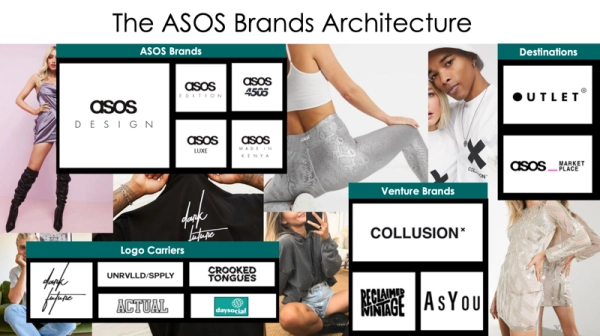 The ASOS Brands Architecture
ASOS Brands
asos
DESIGN
asos
EDITION
asos
4505
asos
LUXE
asos
MADE IN
KENYA
Destinations
OUTLET
asos_ MARKET
PLACE
COLLUSION
dark
future
Venture Brands
COLLUSION×
RECLAIMED
VINTAGE
ASYOU
Logo Carriers
dark
future
UNRVLLD/SPPLY
CROOKED
TONGUES
ACTUAL
daysocial